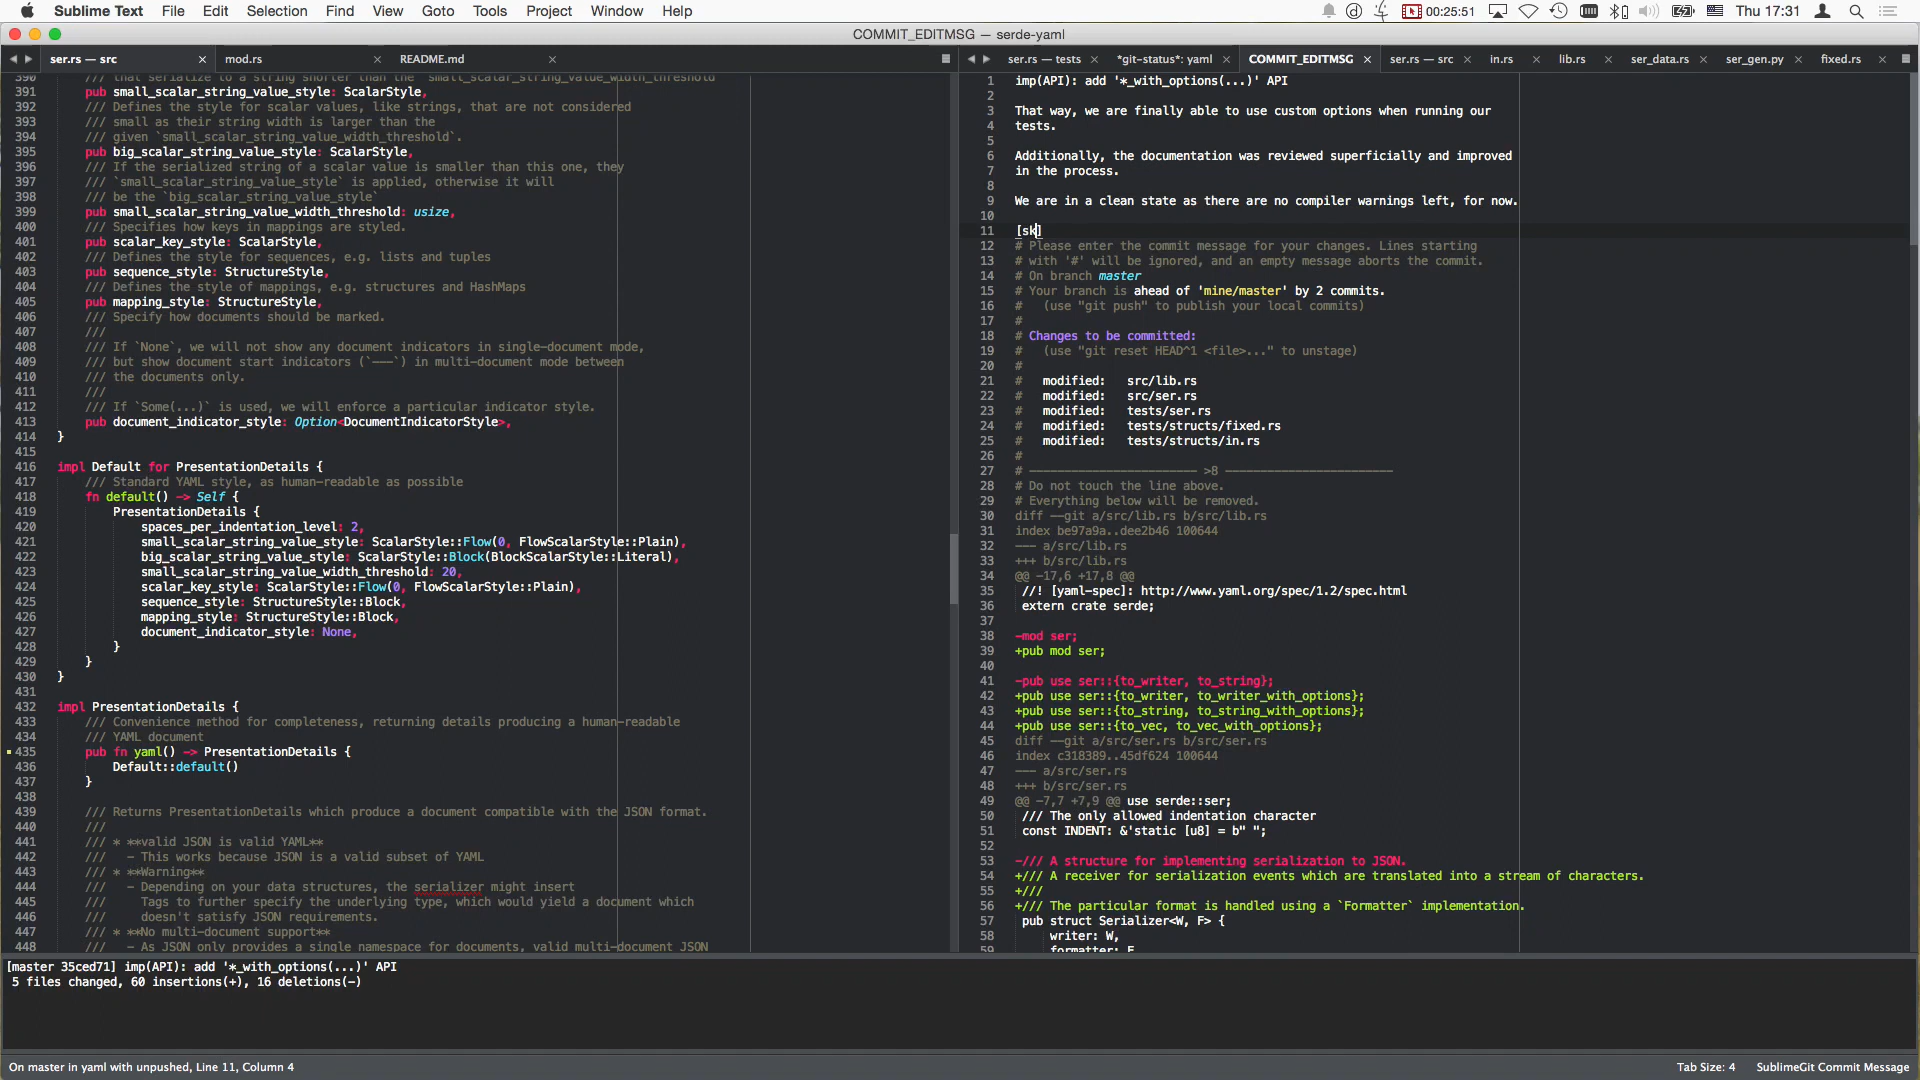 Sublime Text File Edit Selection Find View Goto Tools Project Window Help 00:25:51 Thu 17:31
COMMIT_EDITMSG — serde-yaml
ser.rs — src mod.rs README.md
390 /// that serialize to a string shorter than the `small_scalar_string_value_width_threshold`
391 pub small_scalar_string_value_style: ScalarStyle,
392 /// Defines the style for scalar values, like strings, that are not considered
393 /// small as their string width is larger than the
394 /// given `small_scalar_string_value_width_threshold`.
395 pub big_scalar_string_value_style: ScalarStyle,
396 /// If the serialized string of a scalar value is smaller than this one, they
397 /// `small_scalar_string_value_style` is applied, otherwise it will
398 /// be the `big_scalar_string_value_style`
399 pub small_scalar_string_value_width_threshold: usize,
400 /// Specifies how keys in mappings are styled.
401 pub scalar_key_style: ScalarStyle,
402 /// Defines the style for sequences, e.g. lists and tuples
403 pub sequence_style: StructureStyle,
404 /// Defines the style of mappings, e.g. structures and HashMaps
405 pub mapping_style: StructureStyle,
406 /// Specify how documents should be marked.
407 ///
408 /// If `None`, we will not show any document indicators in single-document mode,
409 /// but show document start indicators (`---`) in multi-document mode between
410 /// the documents only.
411 ///
412 /// If `Some(...)` is used, we will enforce a particular indicator style.
413 pub document_indicator_style: Option<DocumentIndicatorStyle>,
414 }
415
416 impl Default for PresentationDetails {
417 /// Standard YAML style, as human-readable as possible
418 fn default() -> Self {
419 PresentationDetails {
420 spaces_per_indentation_level: 2,
421 small_scalar_string_value_style: ScalarStyle::Flow(0, FlowScalarStyle::Plain),
422 big_scalar_string_value_style: ScalarStyle::Block(BlockScalarStyle::Literal),
423 small_scalar_string_value_width_threshold: 20,
424 scalar_key_style: ScalarStyle::Flow(0, FlowScalarStyle::Plain),
425 sequence_style: StructureStyle::Block,
426 mapping_style: StructureStyle::Block,
427 document_indicator_style: None,
428 }
429 }
430 }
431
432 impl PresentationDetails {
433 /// Convenience method for completeness, returning details producing a human-readable
434 /// YAML document
435 pub fn yaml() -> PresentationDetails {
436 Default::default()
437 }
438
439 /// Returns PresentationDetails which produce a document compatible with the JSON format.
440 ///
441 /// * **valid JSON is valid YAML**
442 /// - This works because JSON is a valid subset of YAML
443 /// * **Warning**
444 /// - Depending on your data structures, the serializer might insert
445 /// Tags to further specify the underlying type, which would yield a document which
446 /// doesn't satisfy JSON requirements.
447 /// * **No multi-document support**
448 /// - As JSON only provides a single namespace for documents, valid multi-document JSON
ser.rs — tests *git-status*: yaml COMMIT_EDITMSG ser.rs — src in.rs lib.rs ser_data.rs ser_gen.py fixed.rs
1 imp(API): add '*_with_options(...)' API
2
3 That way, we are finally able to use custom options when running our
4 tests.
5
6 Additionally, the documentation was reviewed superficially and improved
7 in the process.
8
9 We are in a clean state as there are no compiler warnings left, for now.
10
11 [sk]
12 # Please enter the commit message for your changes. Lines starting
13 # with '#' will be ignored, and an empty message aborts the commit.
14 # On branch master
15 # Your branch is ahead of 'mine/master' by 2 commits.
16 # (use "git push" to publish your local commits)
17 #
18 # Changes to be committed:
19 # (use "git reset HEAD^1 <file>..." to unstage)
20 #
21 # modified: src/lib.rs
22 # modified: src/ser.rs
23 # modified: tests/ser.rs
24 # modified: tests/structs/fixed.rs
25 # modified: tests/structs/in.rs
26 #
27 # ------------------------ >8 ------------------------
28 # Do not touch the line above.
29 # Everything below will be removed.
30 diff --git a/src/lib.rs b/src/lib.rs
31 index be97a9a..dee2b46 100644
32 --- a/src/lib.rs
33 +++ b/src/lib.rs
34 @@ -17,6 +17,8 @@
35 //! [yaml-spec]: http://www.yaml.org/spec/1.2/spec.html
36 extern crate serde;
37
38 -mod ser;
39 +pub mod ser;
40
41 -pub use ser::{to_writer, to_string};
42 +pub use ser::{to_writer, to_writer_with_options};
43 +pub use ser::{to_string, to_string_with_options};
44 +pub use ser::{to_vec, to_vec_with_options};
45 diff --git a/src/ser.rs b/src/ser.rs
46 index c318389..45df624 100644
47 --- a/src/ser.rs
48 +++ b/src/ser.rs
49 @@ -7,7 +7,9 @@ use serde::ser;
50 /// The only allowed indentation character
51 const INDENT: &'static [u8] = b" ";
52
53 -/// A structure for implementing serialization to JSON.
54 +/// A receiver for serialization events which are translated into a stream of characters.
55 +///
56 +/// The particular format is handled using a `Formatter` implementation.
57 pub struct Serializer<W, F> {
58 writer: W,
59 formatter: F,
[master 35ced71] imp(API): add '*_with_options(...)' API
5 files changed, 60 insertions(+), 16 deletions(-)
On master in yaml with unpushed, Line 11, Column 4 Tab Size: 4 SublimeGit Commit Message